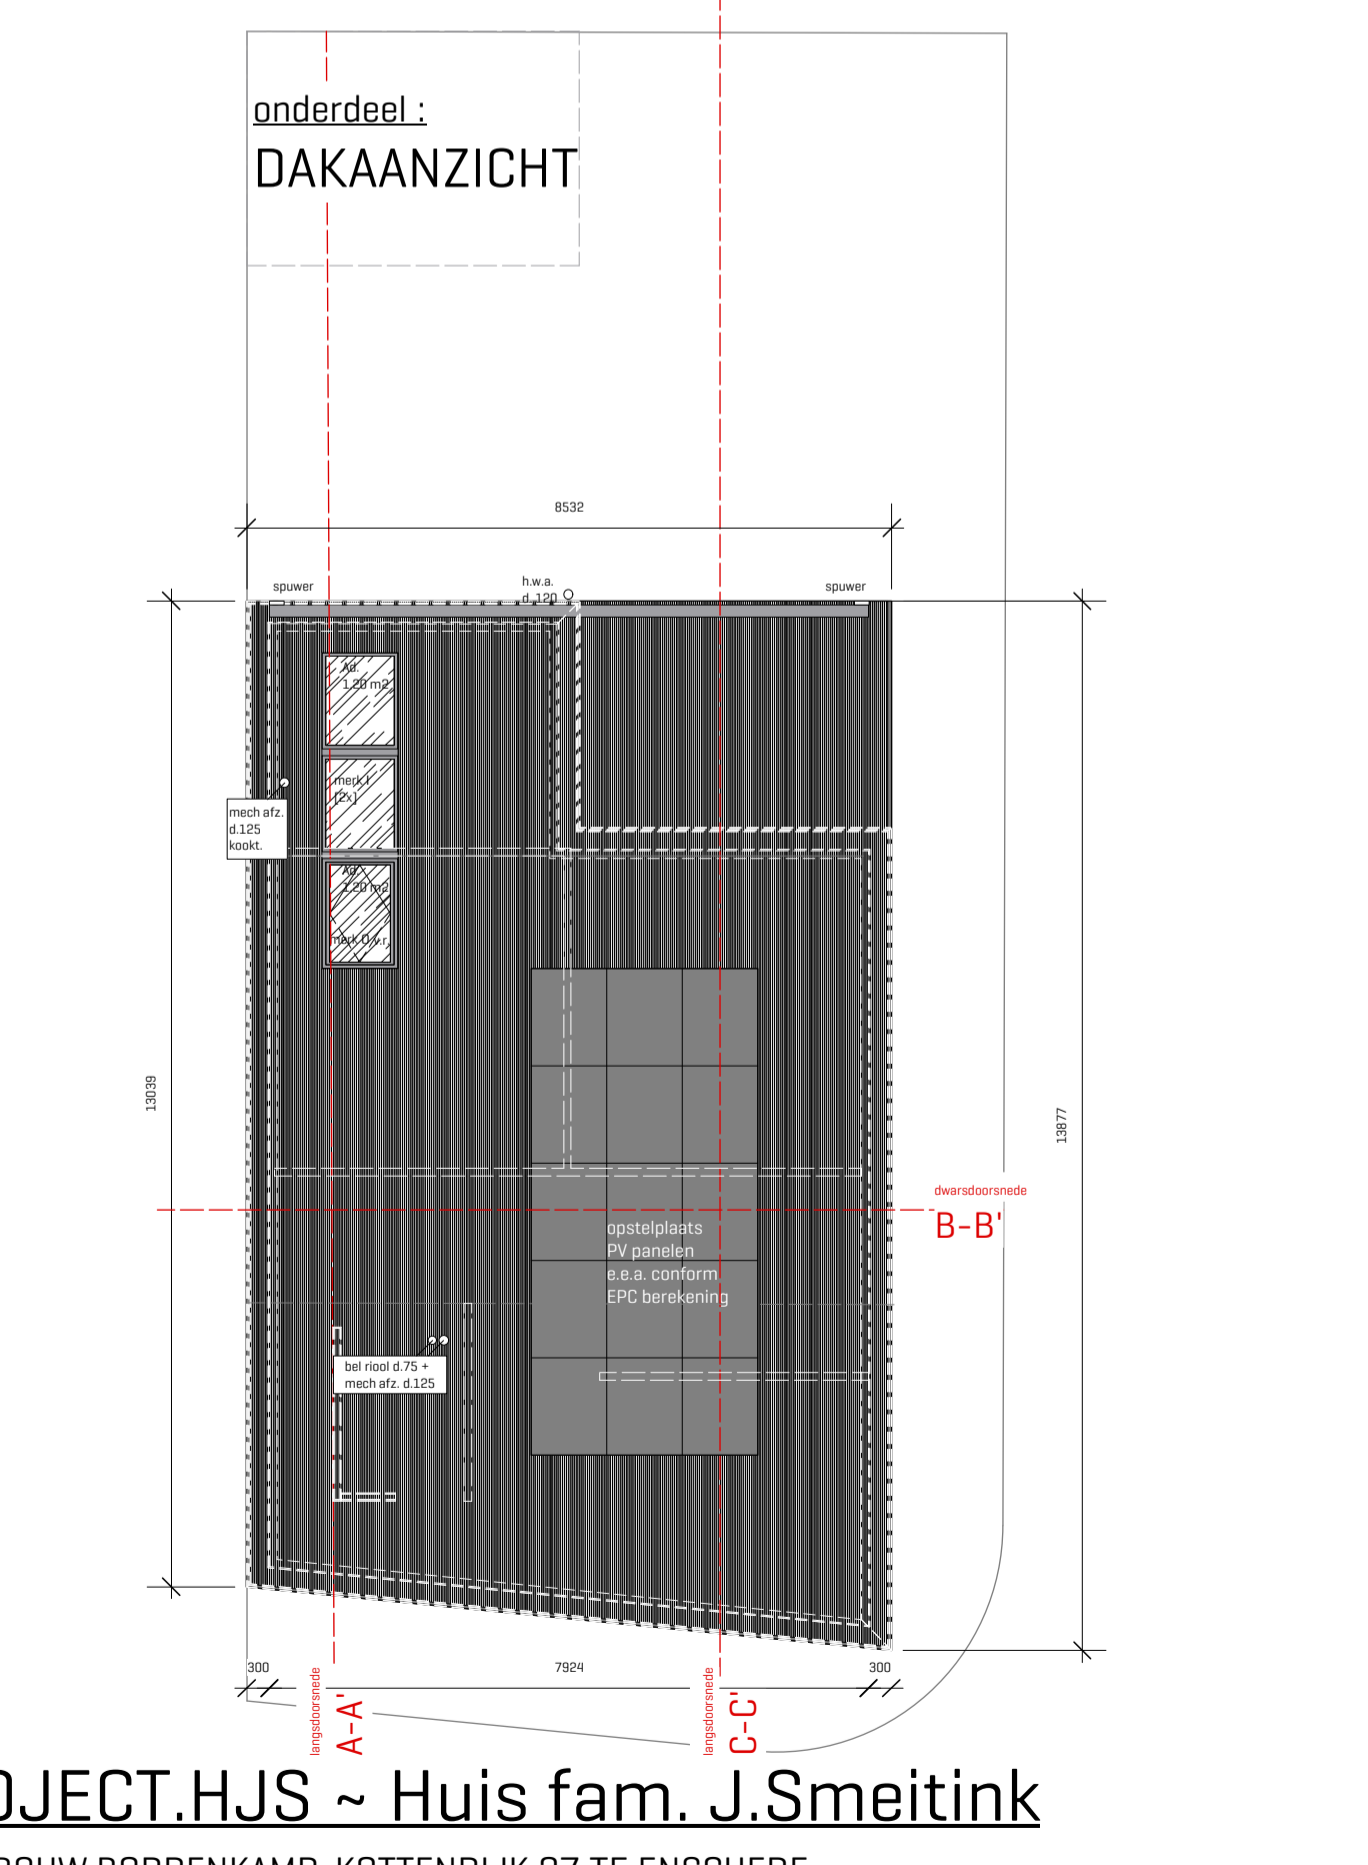 onderdeel :
DAKAANZICHT
8532
spuwer
h.w.a.
d. 120
spuwer
Ad.
1.20 m2
merk I
[2x]
mech afz.
d.125
kookt.
Ad.
1.20 m2
merk O v.r.
13039
13877
dwarsdoorsnede
B-B'
opstelplaats
PV panelen
e.e.a. conform
EPC berekening
bel riool d.75 +
mech afz. d.125
300
7924
300
langsdoorsnede
A-A'
langsdoorsnede
C-C'
OJECT.HJS ~ Huis fam. J.Smeitink